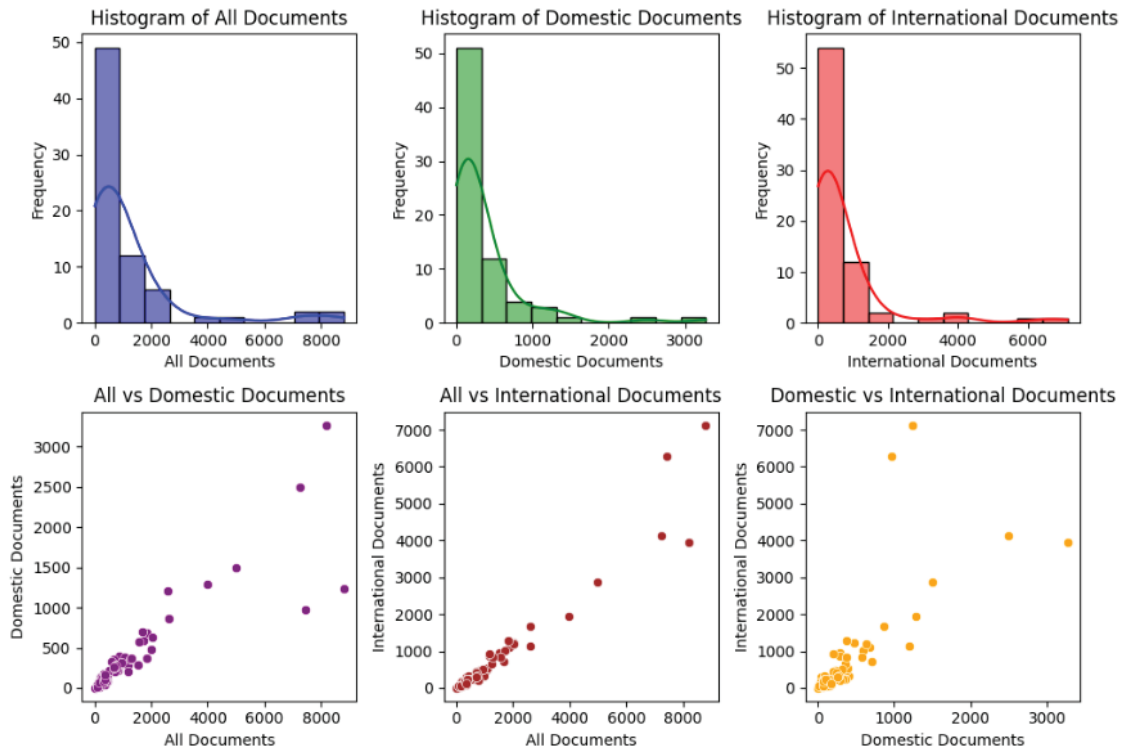 Histogram of All Documents
Frequency
50
40
30
20
10
0
0 2000 4000 6000 8000
All Documents
Histogram of Domestic Documents
Frequency
50
40
30
20
10
0
0 1000 2000 3000
Domestic Documents
Histogram of International Documents
Frequency
50
40
30
20
10
0
0 2000 4000 6000
International Documents
All vs Domestic Documents
Domestic Documents
3000
2500
2000
1500
1000
500
0
0 2000 4000 6000 8000
All Documents
All vs International Documents
International Documents
7000
6000
5000
4000
3000
2000
1000
0
0 2000 4000 6000 8000
All Documents
Domestic vs International Documents
International Documents
7000
6000
5000
4000
3000
2000
1000
0
0 1000 2000 3000
Domestic Documents